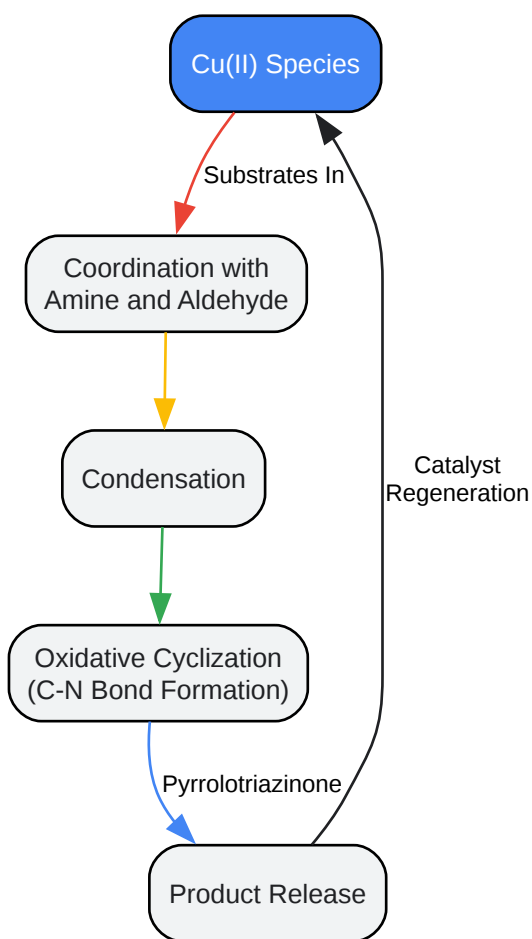 Cu(II) Species
Substrates In
Coordination with
Amine and Aldehyde
Condensation
Catalyst
Regeneration
Oxidative Cyclization
(C-N Bond Formation)
Pyrrolotriazinone
Product Release